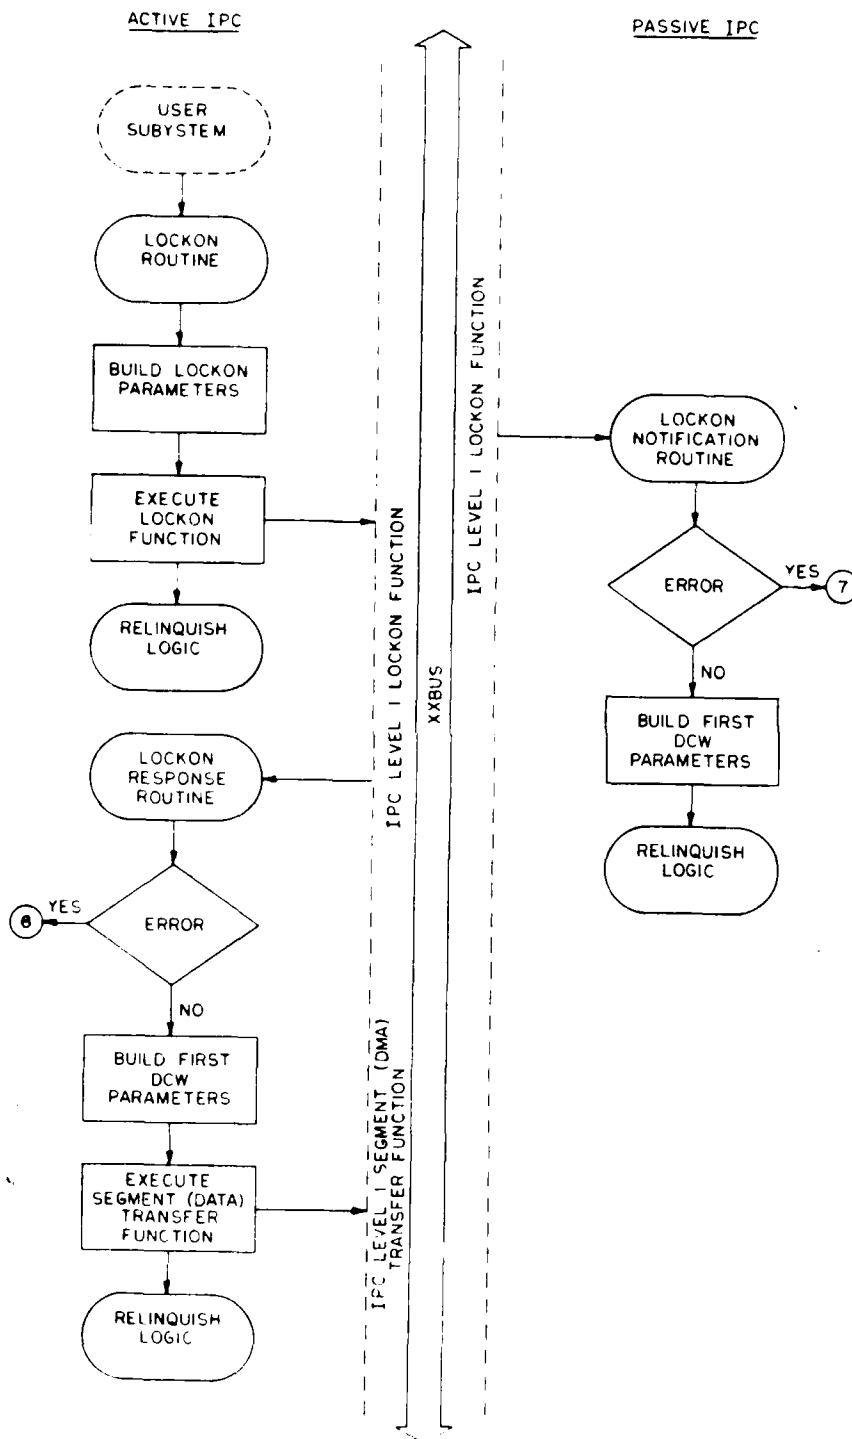 ACTIVE IPC
USER
SUBYSTEM
LOCKON
ROUTINE
BUILD LOCKON
PARAMETERS
EXECUTE
LOCKON
FUNCTION
RELINQUISH
LOGIC
LOCKON
RESPONSE
ROUTINE
ERROR
YES
6
NO
BUILD FIRST
DCW
PARAMETERS
EXECUTE
SEGMENT (DATA)
TRANSFER
FUNCTION
RELINQUISH
LOGIC
IPC LEVEL 1 LOCKON FUNCTION
IPC LEVEL 1 SEGMENT (DMA)
TRANSFER FUNCTION
XXBUS
IPC LEVEL 1 LOCKON FUNCTION
PASSIVE IPC
LOCKON
NOTIFICATION
ROUTINE
ERROR
YES
7
NO
BUILD FIRST
DCW
PARAMETERS
RELINQUISH
LOGIC